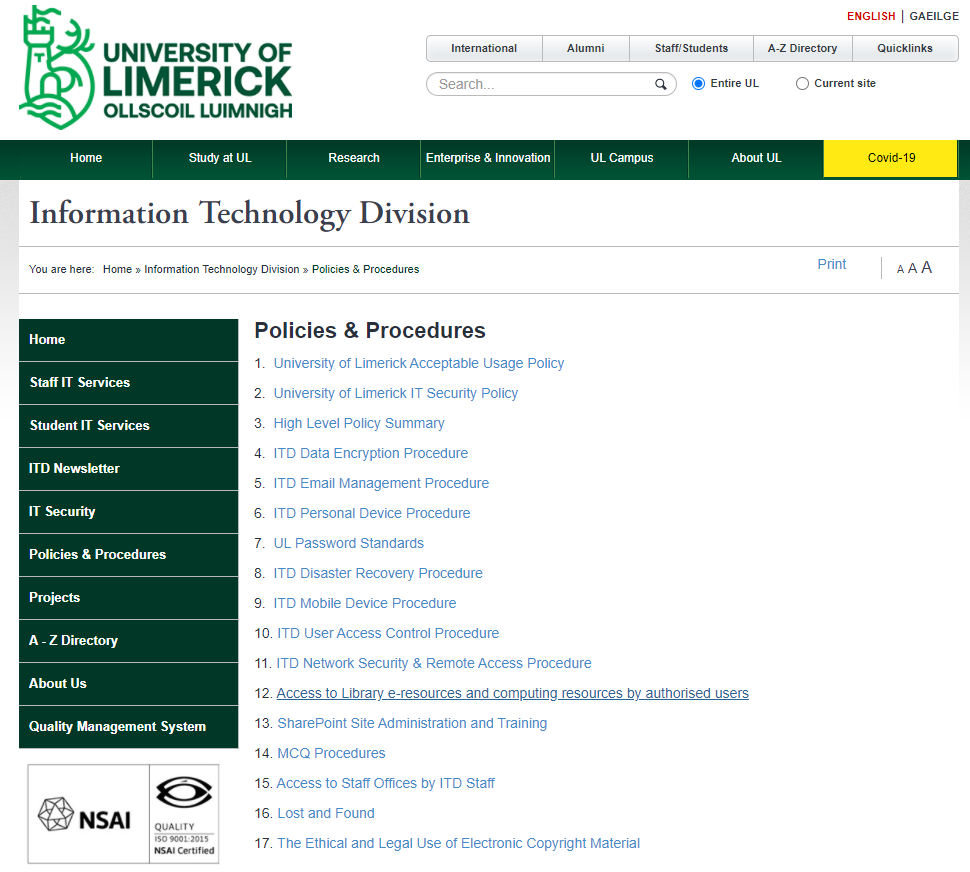 ENGLISH | GAEILGE
UNIVERSITY OF
LIMERICK
OLLSCOIL LUIMNIGH
International Alumni Staff/Students A-Z Directory Quicklinks
Search... Entire UL Current site
Home Study at UL Research Enterprise & Innovation UL Campus About UL Covid-19
Information Technology Division
You are here: Home » Information Technology Division » Policies & Procedures
Print A A A
Home
Staff IT Services
Student IT Services
ITD Newsletter
IT Security
Policies & Procedures
Projects
A - Z Directory
About Us
Quality Management System
NSAI
QUALITY
ISO 9001:2015
NSAI Certified
Policies & Procedures
1. University of Limerick Acceptable Usage Policy
2. University of Limerick IT Security Policy
3. High Level Policy Summary
4. ITD Data Encryption Procedure
5. ITD Email Management Procedure
6. ITD Personal Device Procedure
7. UL Password Standards
8. ITD Disaster Recovery Procedure
9. ITD Mobile Device Procedure
10. ITD User Access Control Procedure
11. ITD Network Security & Remote Access Procedure
12. Access to Library e-resources and computing resources by authorised users
13. SharePoint Site Administration and Training
14. MCQ Procedures
15. Access to Staff Offices by ITD Staff
16. Lost and Found
17. The Ethical and Legal Use of Electronic Copyright Material